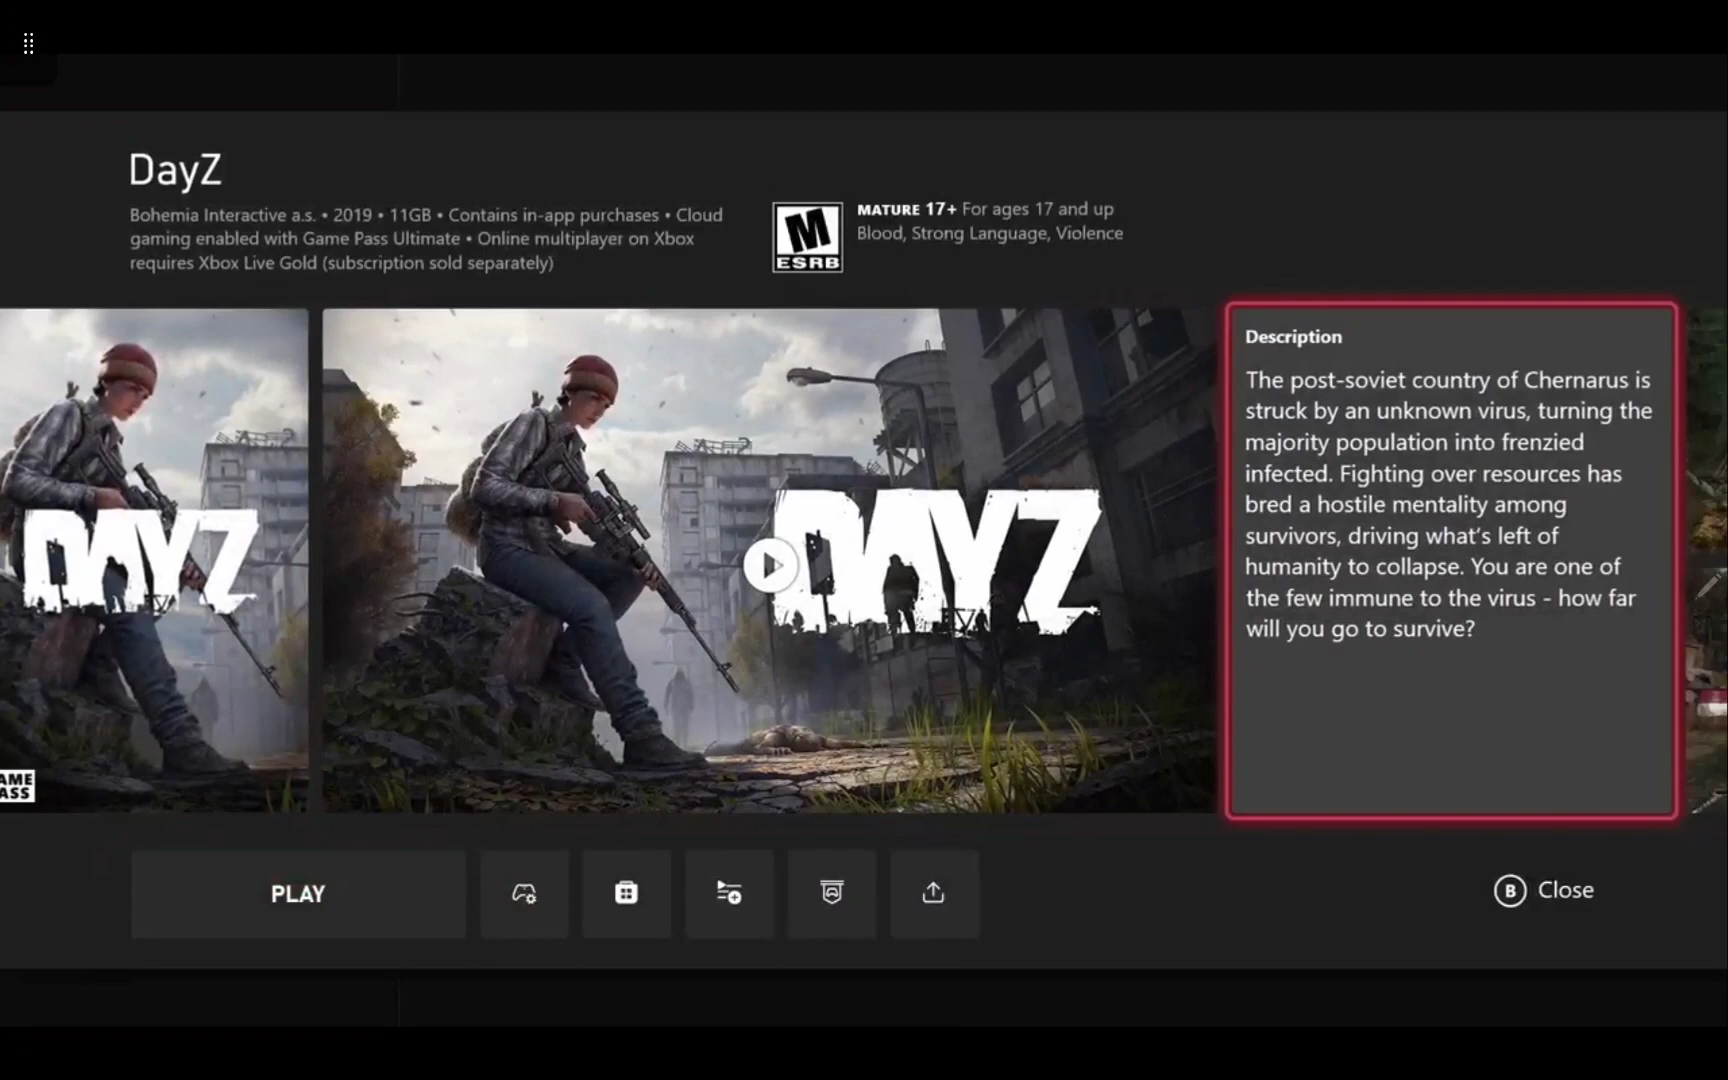 DayZ
Bohemia Interactive a.s. • 2019 • 11GB • Contains in-app purchases • Cloud
gaming enabled with Game Pass Ultimate • Online multiplayer on Xbox
requires Xbox Live Gold (subscription sold separately)
M
ESRB
MATURE 17+ For ages 17 and up
Blood, Strong Language, Violence
DAYZ
AME
ASS
DAYZ
Description
The post-soviet country of Chernarus is
struck by an unknown virus, turning the
majority population into frenzied
infected. Fighting over resources has
bred a hostile mentality among
survivors, driving what's left of
humanity to collapse. You are one of
the few immune to the virus - how far
will you go to survive?
PLAY
B Close